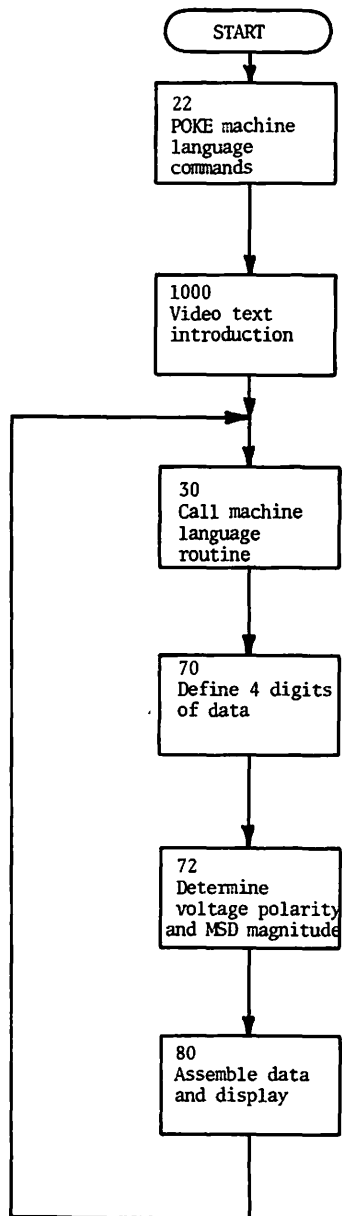 START
22
POKE machine
language
commands
1000
Video text
introduction
30
Call machine
language
routine
70
Define 4 digits
of data
72
Determine
voltage polarity
and MSD magnitude
80
Assemble data
and display